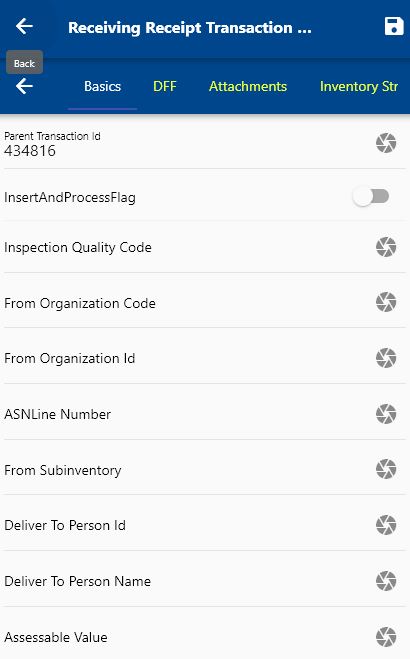 Receiving Receipt Transaction ...
Back
Basics DFF Attachments Inventory Str
Parent Transaction Id
434816
InsertAndProcessFlag
Inspection Quality Code
From Organization Code
From Organization Id
ASNLine Number
From Subinventory
Deliver To Person Id
Deliver To Person Name
Assessable Value